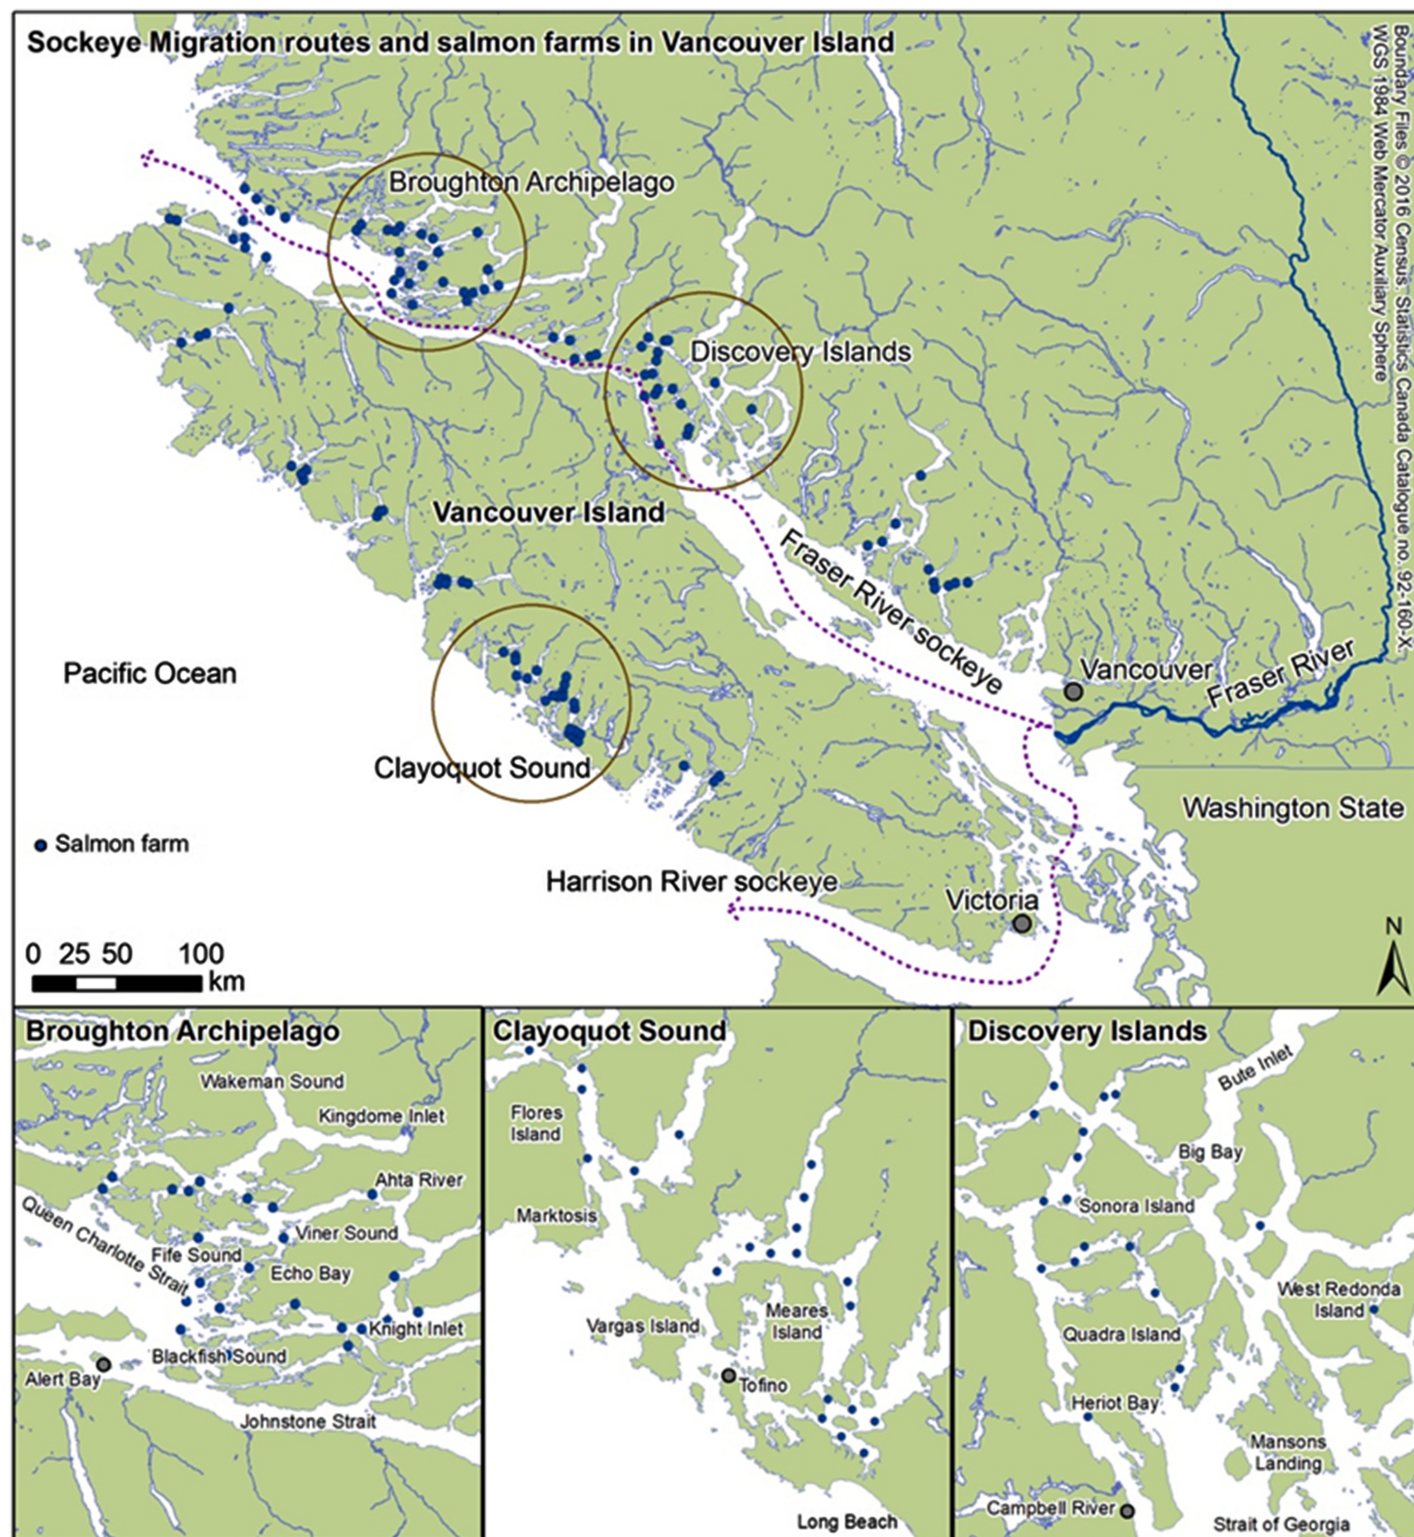 Sockeye Migration routes and salmon farms in Vancouver Island
Boundary Files © 2016 Census. Statistics Canada Catalogue no. 92-160-X.
WGS 1984 Web Mercator Auxiliary Sphere
Broughton Archipelago
Discovery Islands
Vancouver Island
Fraser River sockeye
Pacific Ocean
Vancouver
Fraser River
Clayoquot Sound
Washington State
Salmon farm
Harrison River sockeye
Victoria
N
0 25 50 100
km
Broughton Archipelago
Wakeman Sound
Kingdome Inlet
Ahta River
Queen Charlotte Strait
Viner Sound
Fife Sound
Echo Bay
Knight Inlet
Blackfish Sound
Alert Bay
Johnstone Strait
Clayoquot Sound
Flores
Island
Marktosis
Vargas Island
Meares
Island
Tofino
Long Beach
Discovery Islands
Bute Inlet
Big Bay
Sonora Island
West Redonda
Island
Quadra Island
Heriot Bay
Mansons
Landing
Campbell River
Strait of Georgia